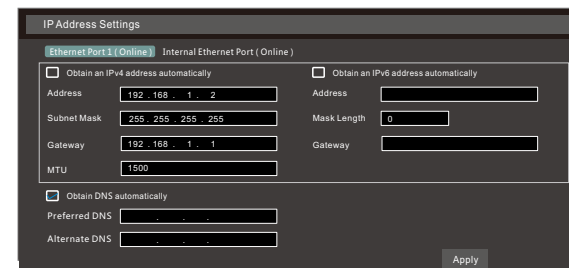 IP Address Settings
Ethernet Port 1 ( Online ) Internal Ethernet Port ( Online )
Obtain an IPv4 address automatically Obtain an IPv6 address automatically
Address 192 . 168 . 1 . 2 Address
Subnet Mask 255 . 255 . 255 . 255 Mask Length 0
Gateway 192 . 168 . 1 . 1 Gateway
MTU 1500
Obtain DNS automatically
Preferred DNS . . .
Alternate DNS . . .
Apply